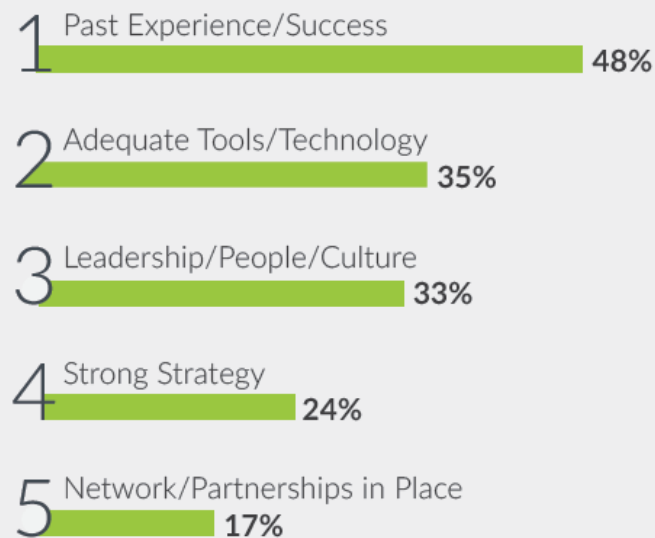 1 Past Experience/Success
48%
2 Adequate Tools/Technology
35%
3 Leadership/People/Culture
33%
4 Strong Strategy
24%
5 Network/Partnerships in Place
17%